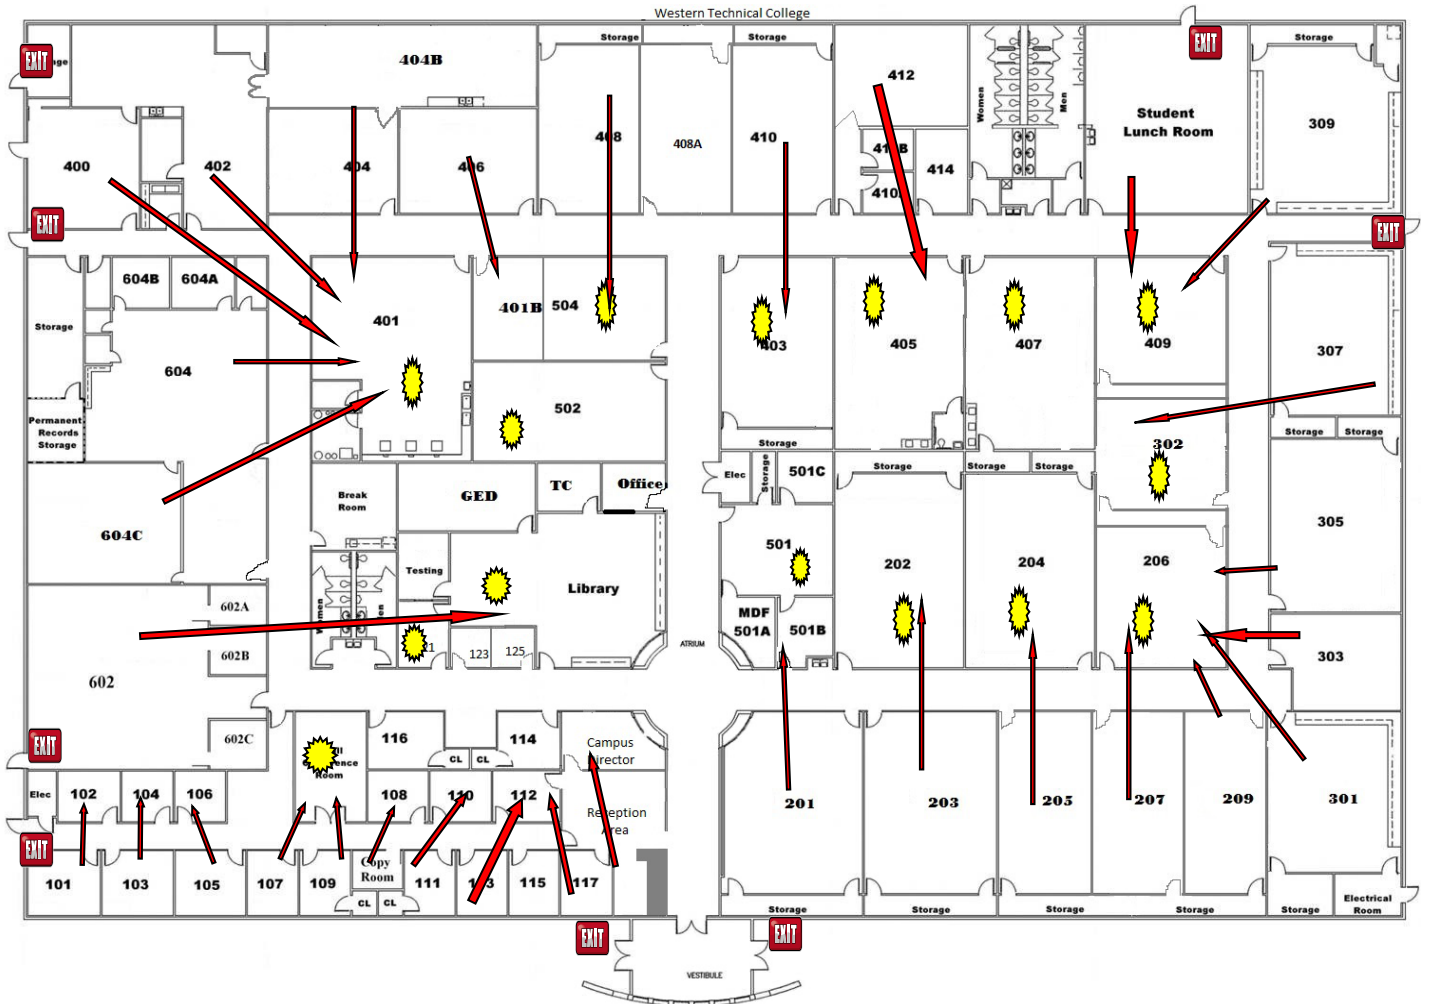 Western Technical College
EXIT
Storage
404B
Storage
Storage
412
Women
Men
Student
Lunch Room
EXIT
Storage
309
400
402
404
406
408
408A
410
414
EXIT
EXIT
604B
604A
Storage
604
Permanent
Records
Storage
401
401B
504
502
403
405
407
409
307
302
Storage
Storage
Storage
Elec
Storage
501C
Storage
Storage
Storage
604C
Break
Room
GED
TC
Office
Testing
Library
501
202
204
206
305
602A
602B
602
602C
Women
123
125
ATRIUM
MDF
501A
501B
303
EXIT
116
CL
CL
114
Campus
Director
Room
Elec
102
104
106
108
110
112
Reception
Area
201
203
205
207
209
301
EXIT
101
103
105
107
109
Copy
Room
CL
CL
111
115
117
Storage
Storage
Storage
Storage
Storage
Electrical
Room
EXIT
EXIT
VESTIBULE